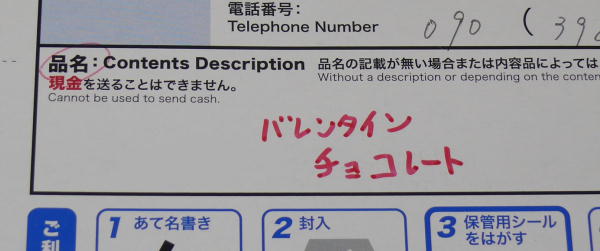 電話番号:
Telephone Number 090 (39
品名:Contents Description 品名の記載が無い場合または内容品によっては
現金を送ることはできません。 Without a description or depending on the conten
Cannot be used to send cash.
バレンタイン
チョコレート
ご利
1 あて名書き 2 封入 3 保管用シール
をはがす